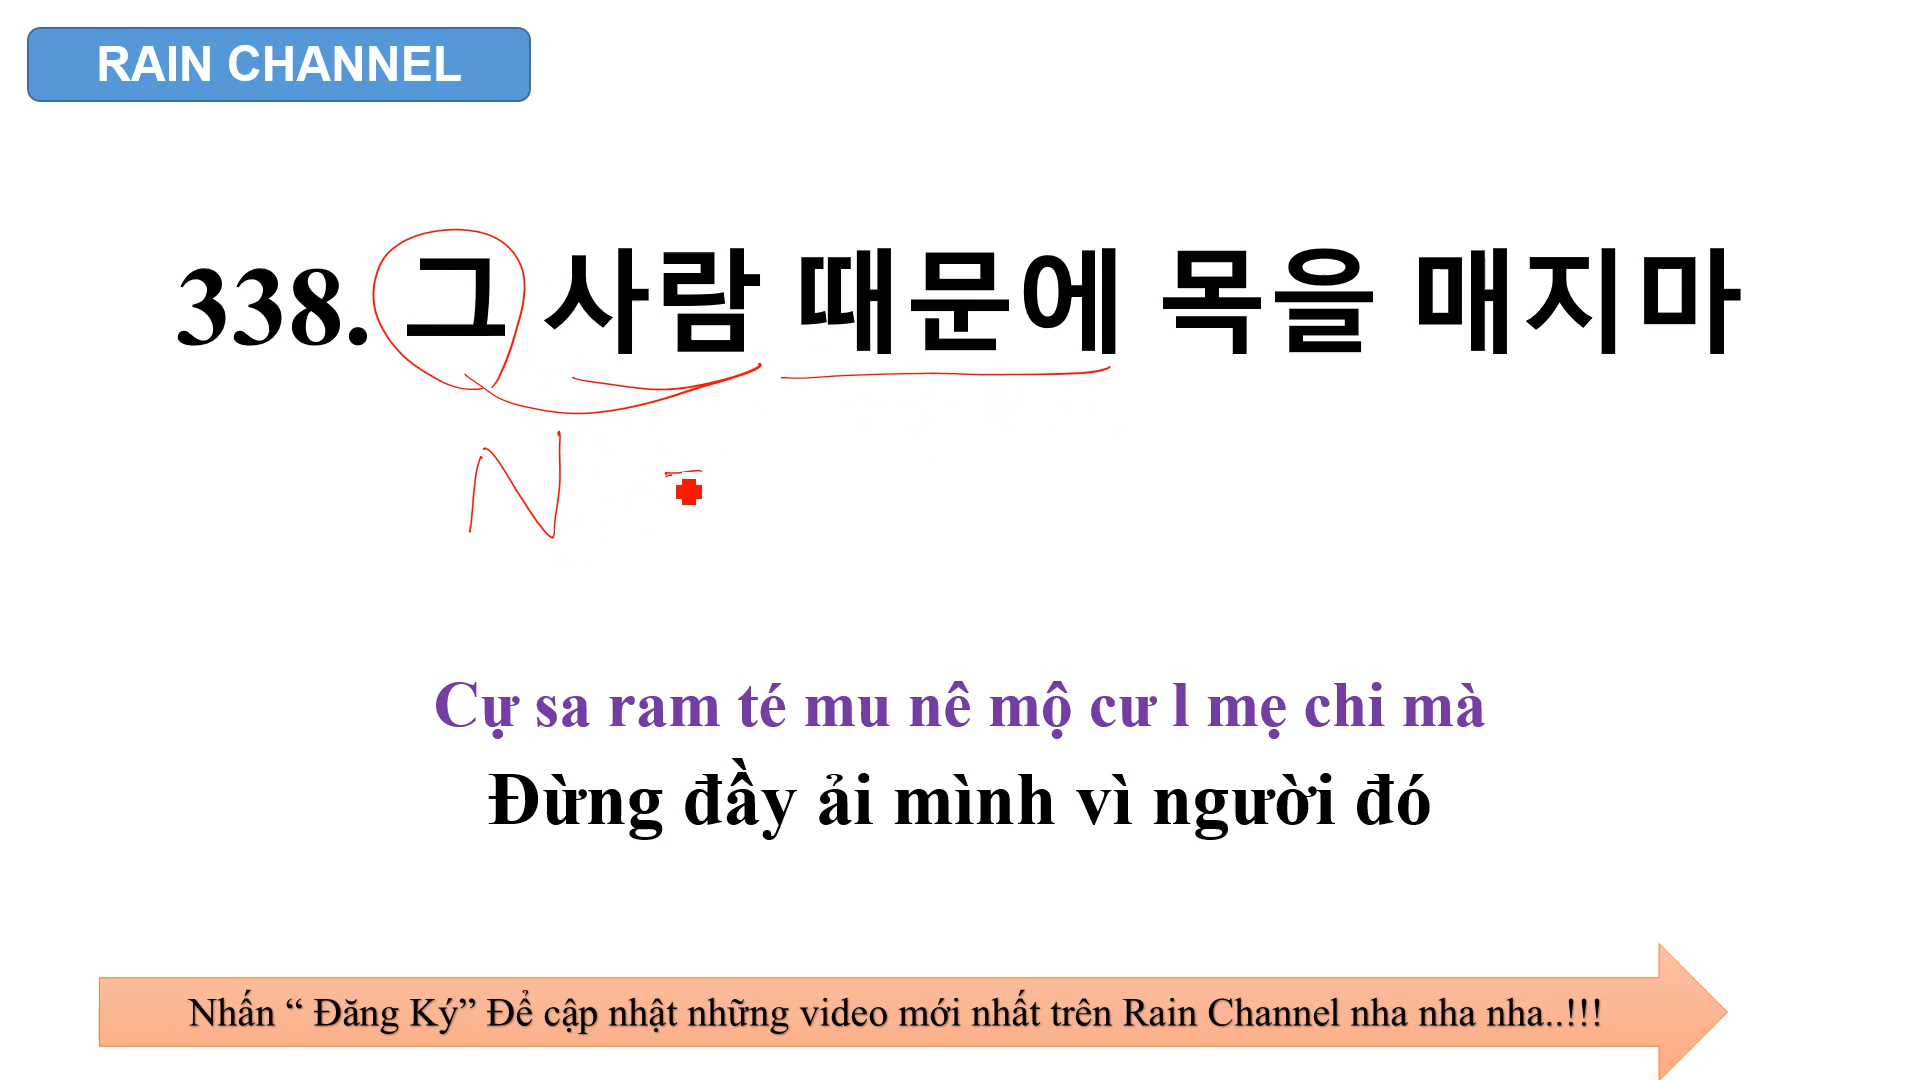 RAIN CHANNEL
338. 그 사람 때문에 목을 매지마
N
Cự sa ram té mu nê mộ cư l mẹ chi mà
Đừng đầy ải mình vì người đó
Nhấn “ Đăng Ký” Để cập nhật những video mới nhất trên Rain Channel nha nha nha..!!!